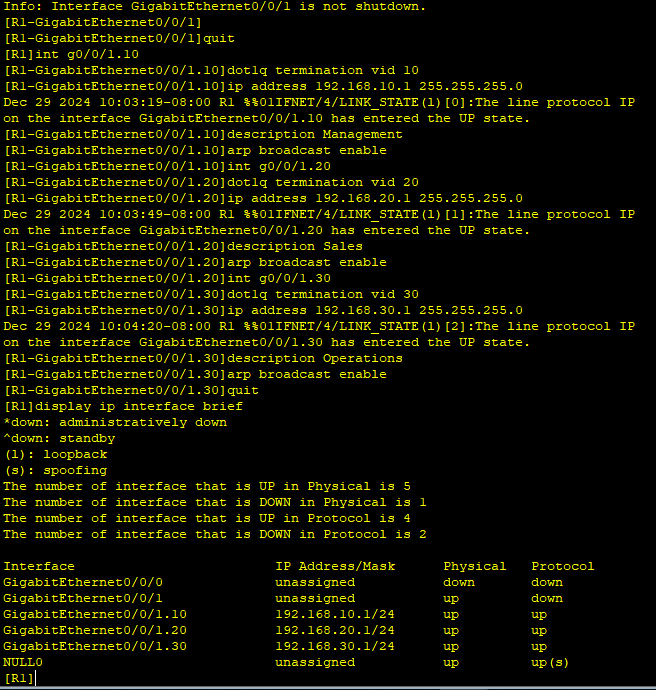 Info: Interface GigabitEthernet0/0/1 is not shutdown.
[R1-GigabitEthernet0/0/1]
[R1-GigabitEthernet0/0/1]quit
[R1]int g0/0/1.10
[R1-GigabitEthernet0/0/1.10]dot1q termination vid 10
[R1-GigabitEthernet0/0/1.10]ip address 192.168.10.1 255.255.255.0
Dec 29 2024 10:03:19-08:00 R1 %%01IFNET/4/LINK_STATE(l)[0]:The line protocol IP
on the interface GigabitEthernet0/0/1.10 has entered the UP state.
[R1-GigabitEthernet0/0/1.10]description Management
[R1-GigabitEthernet0/0/1.10]arp broadcast enable
[R1-GigabitEthernet0/0/1.10]int g0/0/1.20
[R1-GigabitEthernet0/0/1.20]dot1q termination vid 20
[R1-GigabitEthernet0/0/1.20]ip address 192.168.20.1 255.255.255.0
Dec 29 2024 10:03:49-08:00 R1 %%01IFNET/4/LINK_STATE(l)[1]:The line protocol IP
on the interface GigabitEthernet0/0/1.20 has entered the UP state.
[R1-GigabitEthernet0/0/1.20]description Sales
[R1-GigabitEthernet0/0/1.20]arp broadcast enable
[R1-GigabitEthernet0/0/1.20]int g0/0/1.30
[R1-GigabitEthernet0/0/1.30]dot1q termination vid 30
[R1-GigabitEthernet0/0/1.30]ip address 192.168.30.1 255.255.255.0
Dec 29 2024 10:04:20-08:00 R1 %%01IFNET/4/LINK_STATE(l)[2]:The line protocol IP
on the interface GigabitEthernet0/0/1.30 has entered the UP state.
[R1-GigabitEthernet0/0/1.30]description Operations
[R1-GigabitEthernet0/0/1.30]arp broadcast enable
[R1-GigabitEthernet0/0/1.30]quit
[R1]display ip interface brief
*down: administratively down
^down: standby
(l): loopback
(s): spoofing
The number of interface that is UP in Physical is 5
The number of interface that is DOWN in Physical is 1
The number of interface that is UP in Protocol is 4
The number of interface that is DOWN in Protocol is 2

Interface                         IP Address/Mask      Physical   Protocol
GigabitEthernet0/0/0              unassigned           down       down
GigabitEthernet0/0/1              unassigned           up         down
GigabitEthernet0/0/1.10           192.168.10.1/24      up         up
GigabitEthernet0/0/1.20           192.168.20.1/24      up         up
GigabitEthernet0/0/1.30           192.168.30.1/24      up         up
NULL0                             unassigned           up         up(s)
[R1]